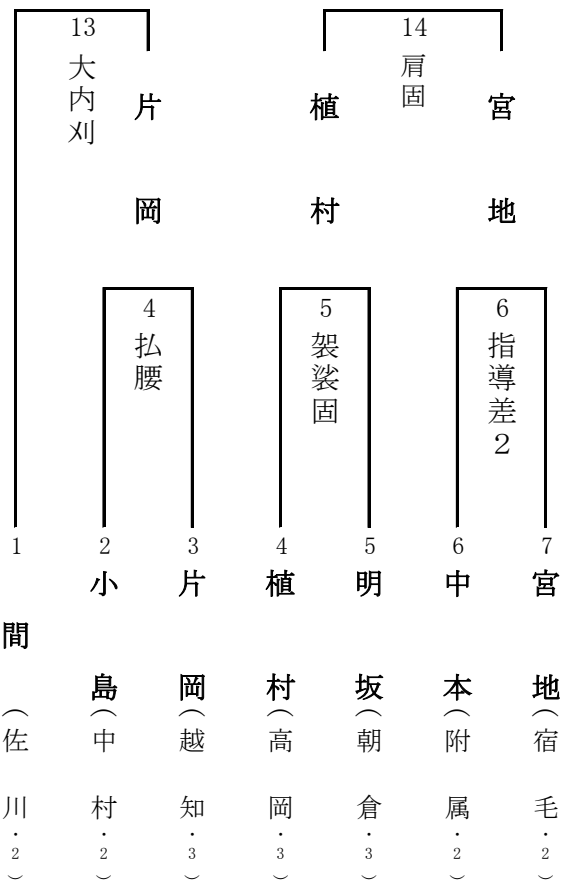 13
大内刈
14
肩固
片岡
植村
宮地
4
払腰
5
袈裟固
6
指導差2
1
間（佐川・2）
2
小島（中村・2）
3
片岡（越知・3）
4
植村（高岡・3）
5
明坂（朝倉・3）
6
中本（附属・2）
7
宮地（宿毛・2）